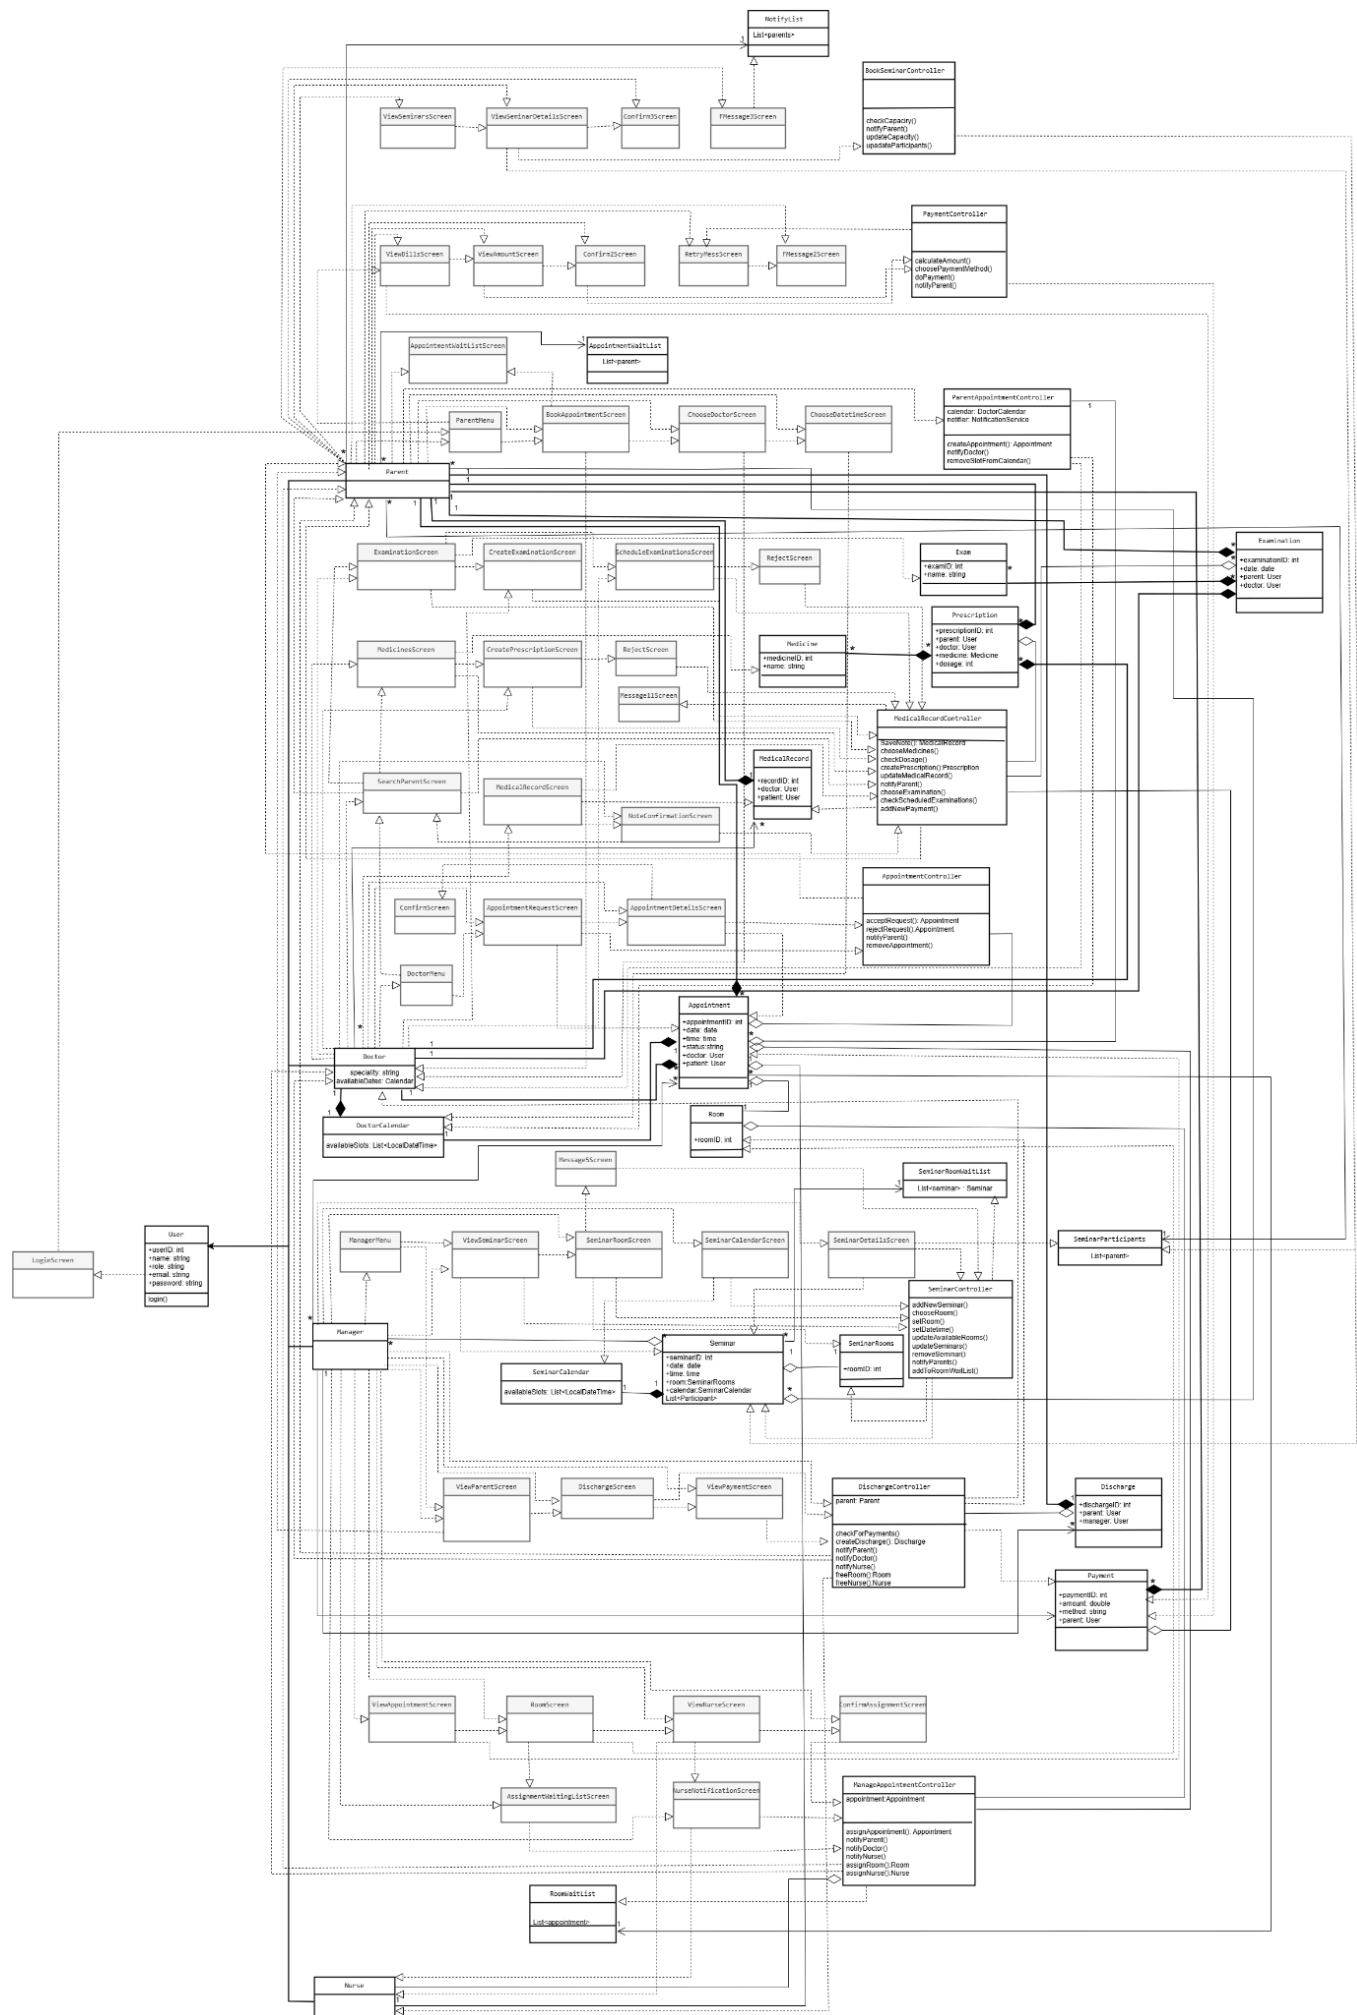 NotifyList
List<parents>
1
BookSeminarController
checkCapaciry()
notifyParent()
updateCapacity()
upadateParticipants()
ViewSeminarsScreen
ViewSeminarDetailsScreen
Confirm3Screen
fMessage3Screen
PaymentController
calculateAmount()
choosePaymentMethod()
doPayment()
notifyParent()
ViewBillsScreen
ViewAmountScreen
Confirm2Screen
RetryMessScreen
fMessage2Screen
AppointmentWaitListScreen
1
AppointmentWaitList
List<parent>
ParentAppointmentController
calendar: DoctorCalendar
notifier: NotificationService
createAppointment(): Appointment
notifyDoctor()
removeSlotFromCalendar()
1
ParentMenu
BookAppointmentScreen
ChooseDoctorScreen
ChooseDatetimeScreen
Parent
Examination
+examinationID: int
+date: date
+parent: User
+doctor: User
ExaminationScreen
CreateExaminationScreen
ScheduleExaminationsScreen
RejectScreen
Exam
+examID: int
+name: string
Prescription
+prescriptionID: int
+parent: User
+doctor: User
+medicine: Medicine
+dosage: int
MedicinesScreen
CreatePrescriptionScreen
RejectScreen
Medicine
+medicineID: int
+name: string
Message11Screen
MedicalRecordController
SaveNote(): MedicalRecord
chooseMedicines()
checkDosage()
createPrescription():Prescription
updateMedicalRecord()
notifyParent()
chooseExamination()
checkScheduledExaminations()
addNewPayment()
MedicalRecord
+recordID: int
+doctor: User
+patient: User
SearchParentScreen
MedicalRecordScreen
NoteConfirmationScreen
AppointmentController
acceptRequest(): Appointment
rejectRequest():Appointment
notifyParent()
removeAppointment()
ConfirmScreen
AppointmentRequestScreen
AppointmentDetailsScreen
DoctorMenu
Appointment
+appointmentID: int
+date: date
+time: time
+status:string
+doctor: User
+patient: User
Doctor
speciality: string
availableDates: Calendar
Room
+roomID: int
DoctorCalendar
availableSlots: List<LocalDateTime>
Message5Screen
SeminarRoomWaitList
List<seminar> : Seminar
User
+userID: int
+name: string
+role: string
+email: string
+password: string
login()
LoginScreen
ManagerMenu
ViewSeminarScreen
SeminarRoomScreen
SeminarCalendarScreen
SeminarDetailsScreen
SeminarParticipants
List<parent>
SeminarController
addNewSeminar()
chooseRoom()
setRoom()
setDatetime()
updateAvailableRooms()
updateSeminars()
removeSeminar()
notifyParents()
addToRoomWaitList()
Manager
Seminar
+seminarID: int
+date: date
+time: time
+room:SeminarRooms
+calendar:SeminarCalendar
List<Participant>
SeminarRooms
+roomID: int
SeminarCalendar
availableSlots: List<LocalDateTime>
ViewParentScreen
DischargeScreen
ViewPaymentScreen
DischargeController
parent: Parent
checkForPayments()
createDischarge(): Discharge
notifyParent()
notifyDoctor()
notifyNurse()
freeRoom():Room
freeNurse():Nurse
Discharge
+dischargeID: int
+parent: User
+manager: User
Payment
+paymentID: int
+amount: double
+method: string
+parent: User
ViewAppointmentScreen
RoomScreen
ViewNurseScreen
ConfirmAssignmentScreen
AssignmentWaitingListScreen
NurseNotificationScreen
ManageAppointmentController
appointment:Appointment
assignAppointment(): Appointment
notifyParent()
notifyDoctor()
notifyNurse()
assignRoom():Room
assignNurse():Nurse
RoomWaitList
List<appointment>
1
Nurse